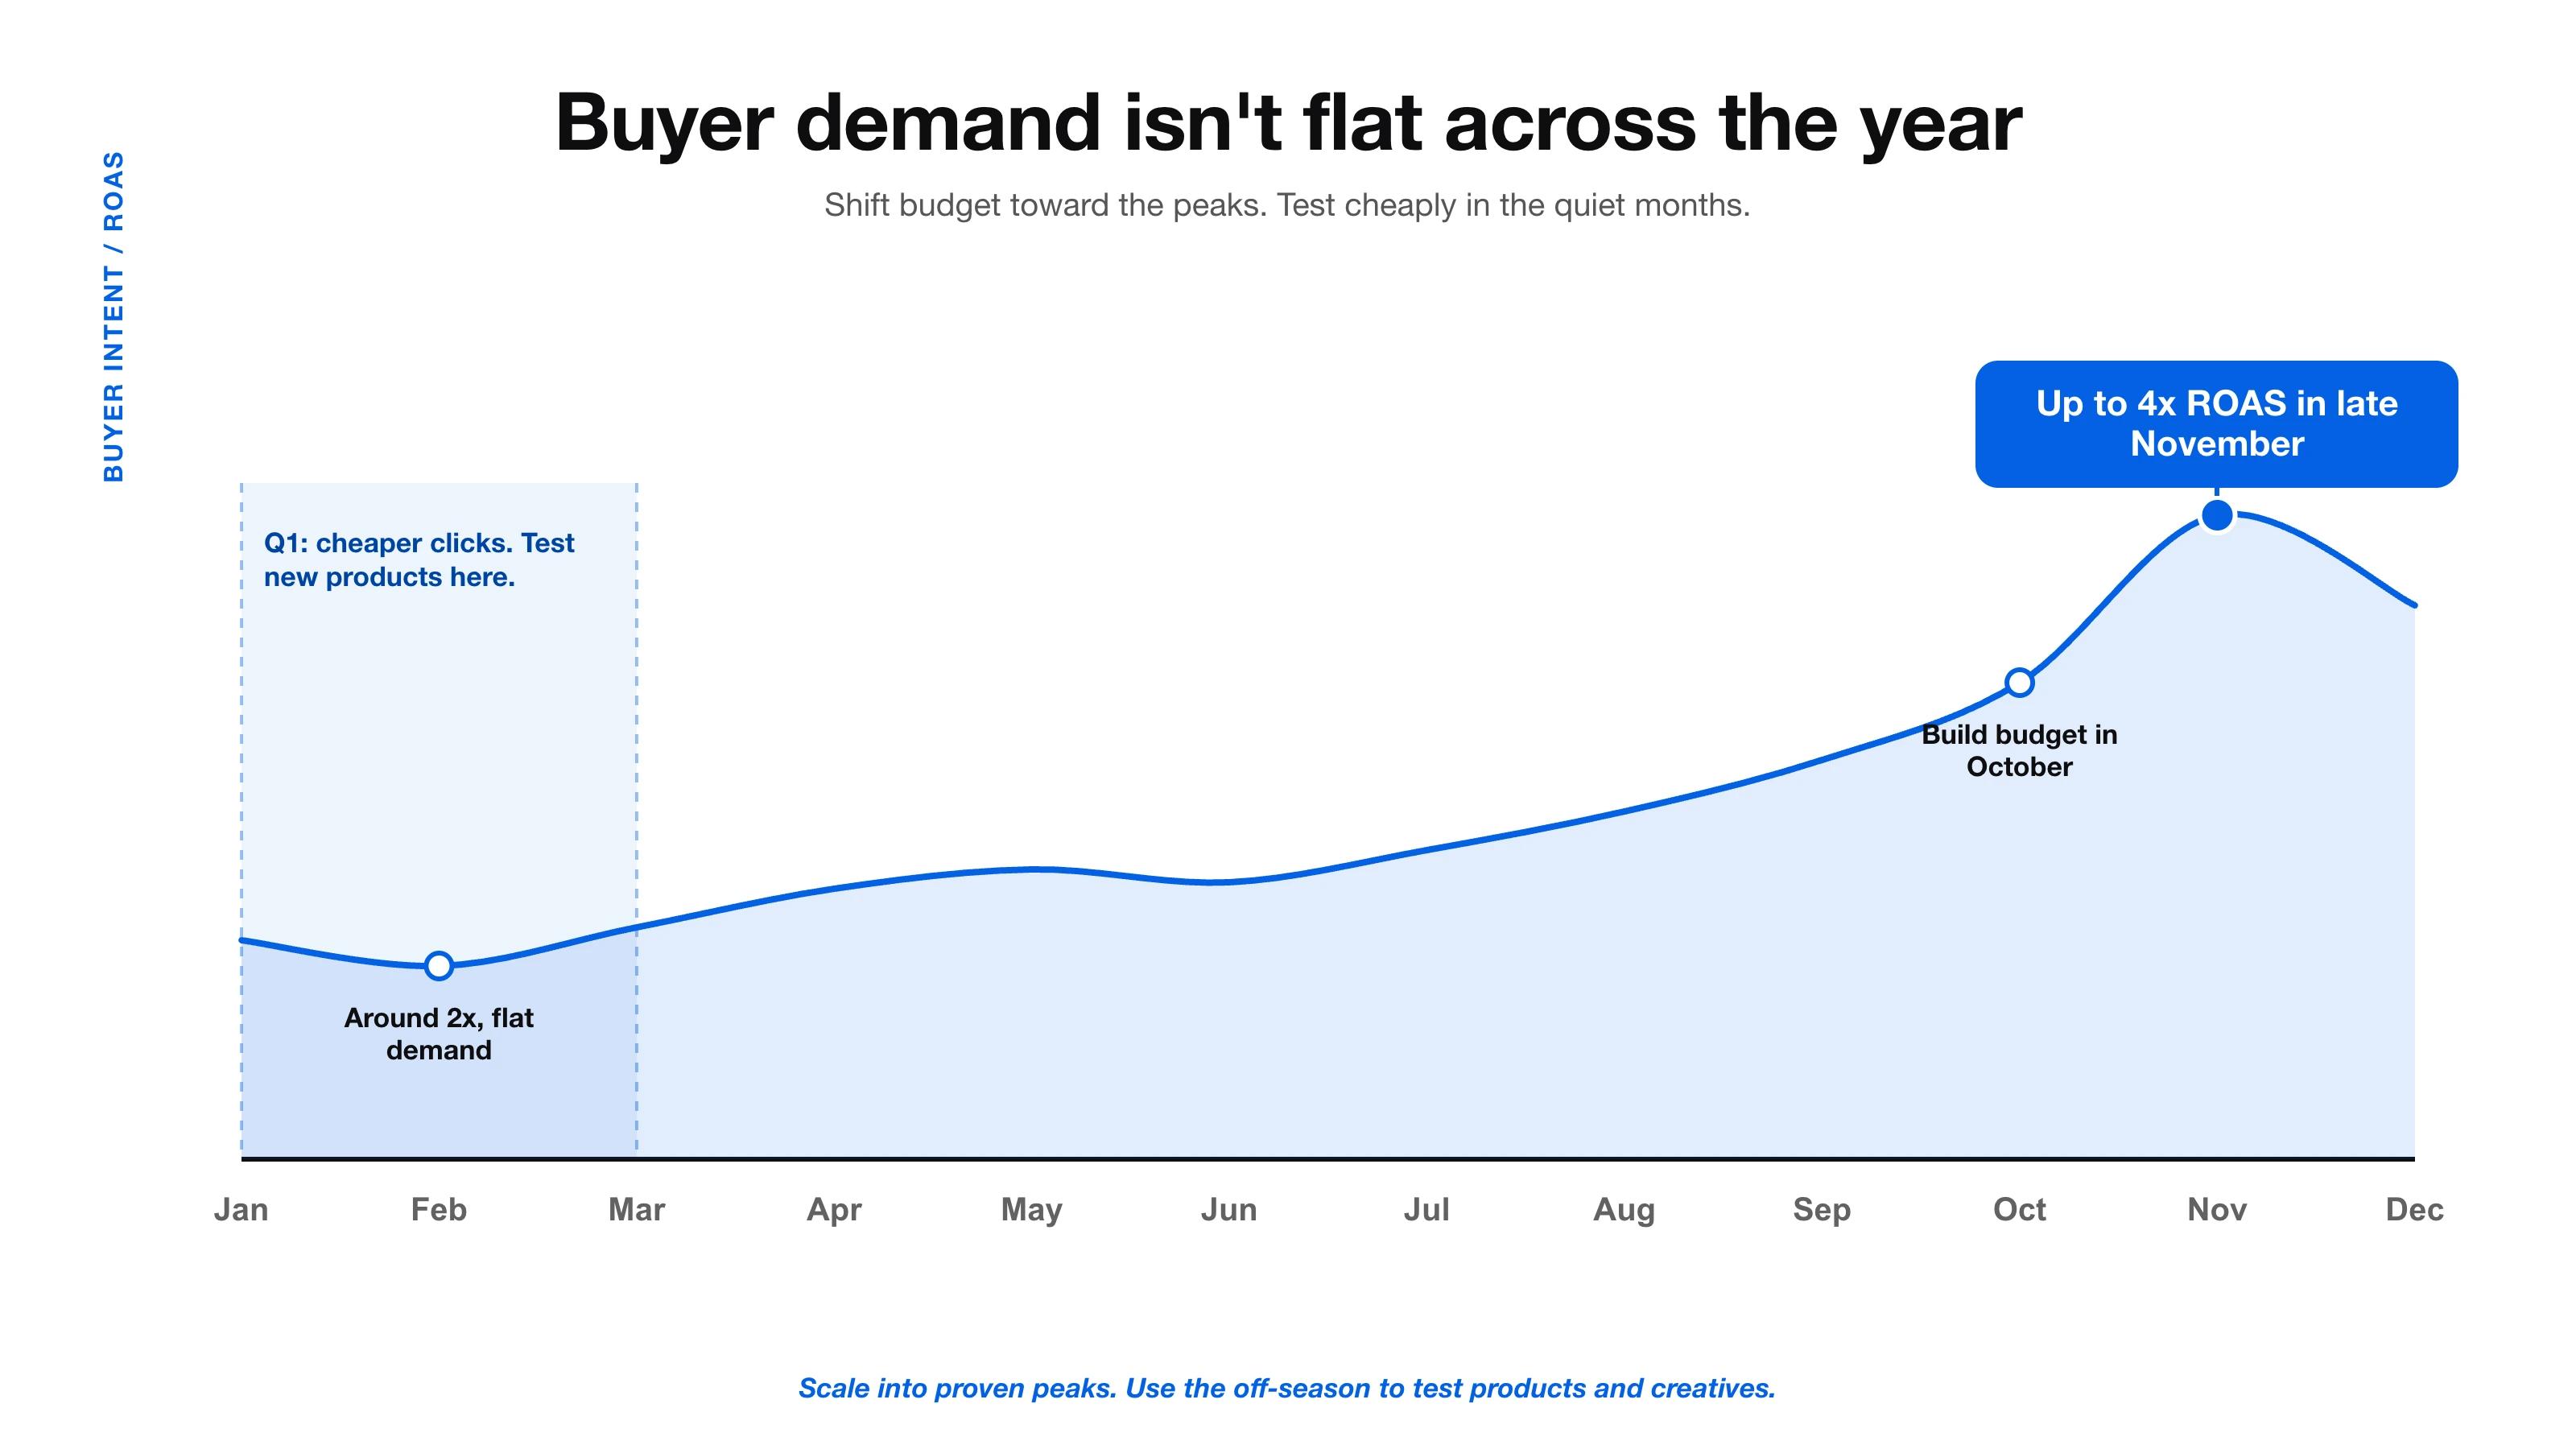 Buyer demand isn't flat across the year
Shift budget toward the peaks. Test cheaply in the quiet months.
BUYER INTENT / ROAS
Up to 4x ROAS in late
November
Q1: cheaper clicks. Test
new products here.
Build budget in
October
Around 2x, flat
demand
Jan Feb Mar Apr May Jun Jul Aug Sep Oct Nov Dec
Scale into proven peaks. Use the off-season to test products and creatives.